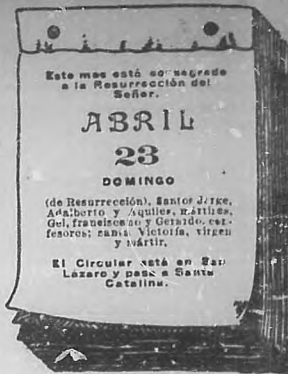 Este mes está consagrado
a la Resurrección del
Señor.
ABRIL
23
DOMINGO
(de Resurrección), Santos Jorge,
Adalberto y Aquiles, mártires,
Gel, franciscano y Gerardo, con-
fesores; santa Victoria, virgen
y mártir.
El Circular está en San
Lázaro y pasa a Santa
Catalina.